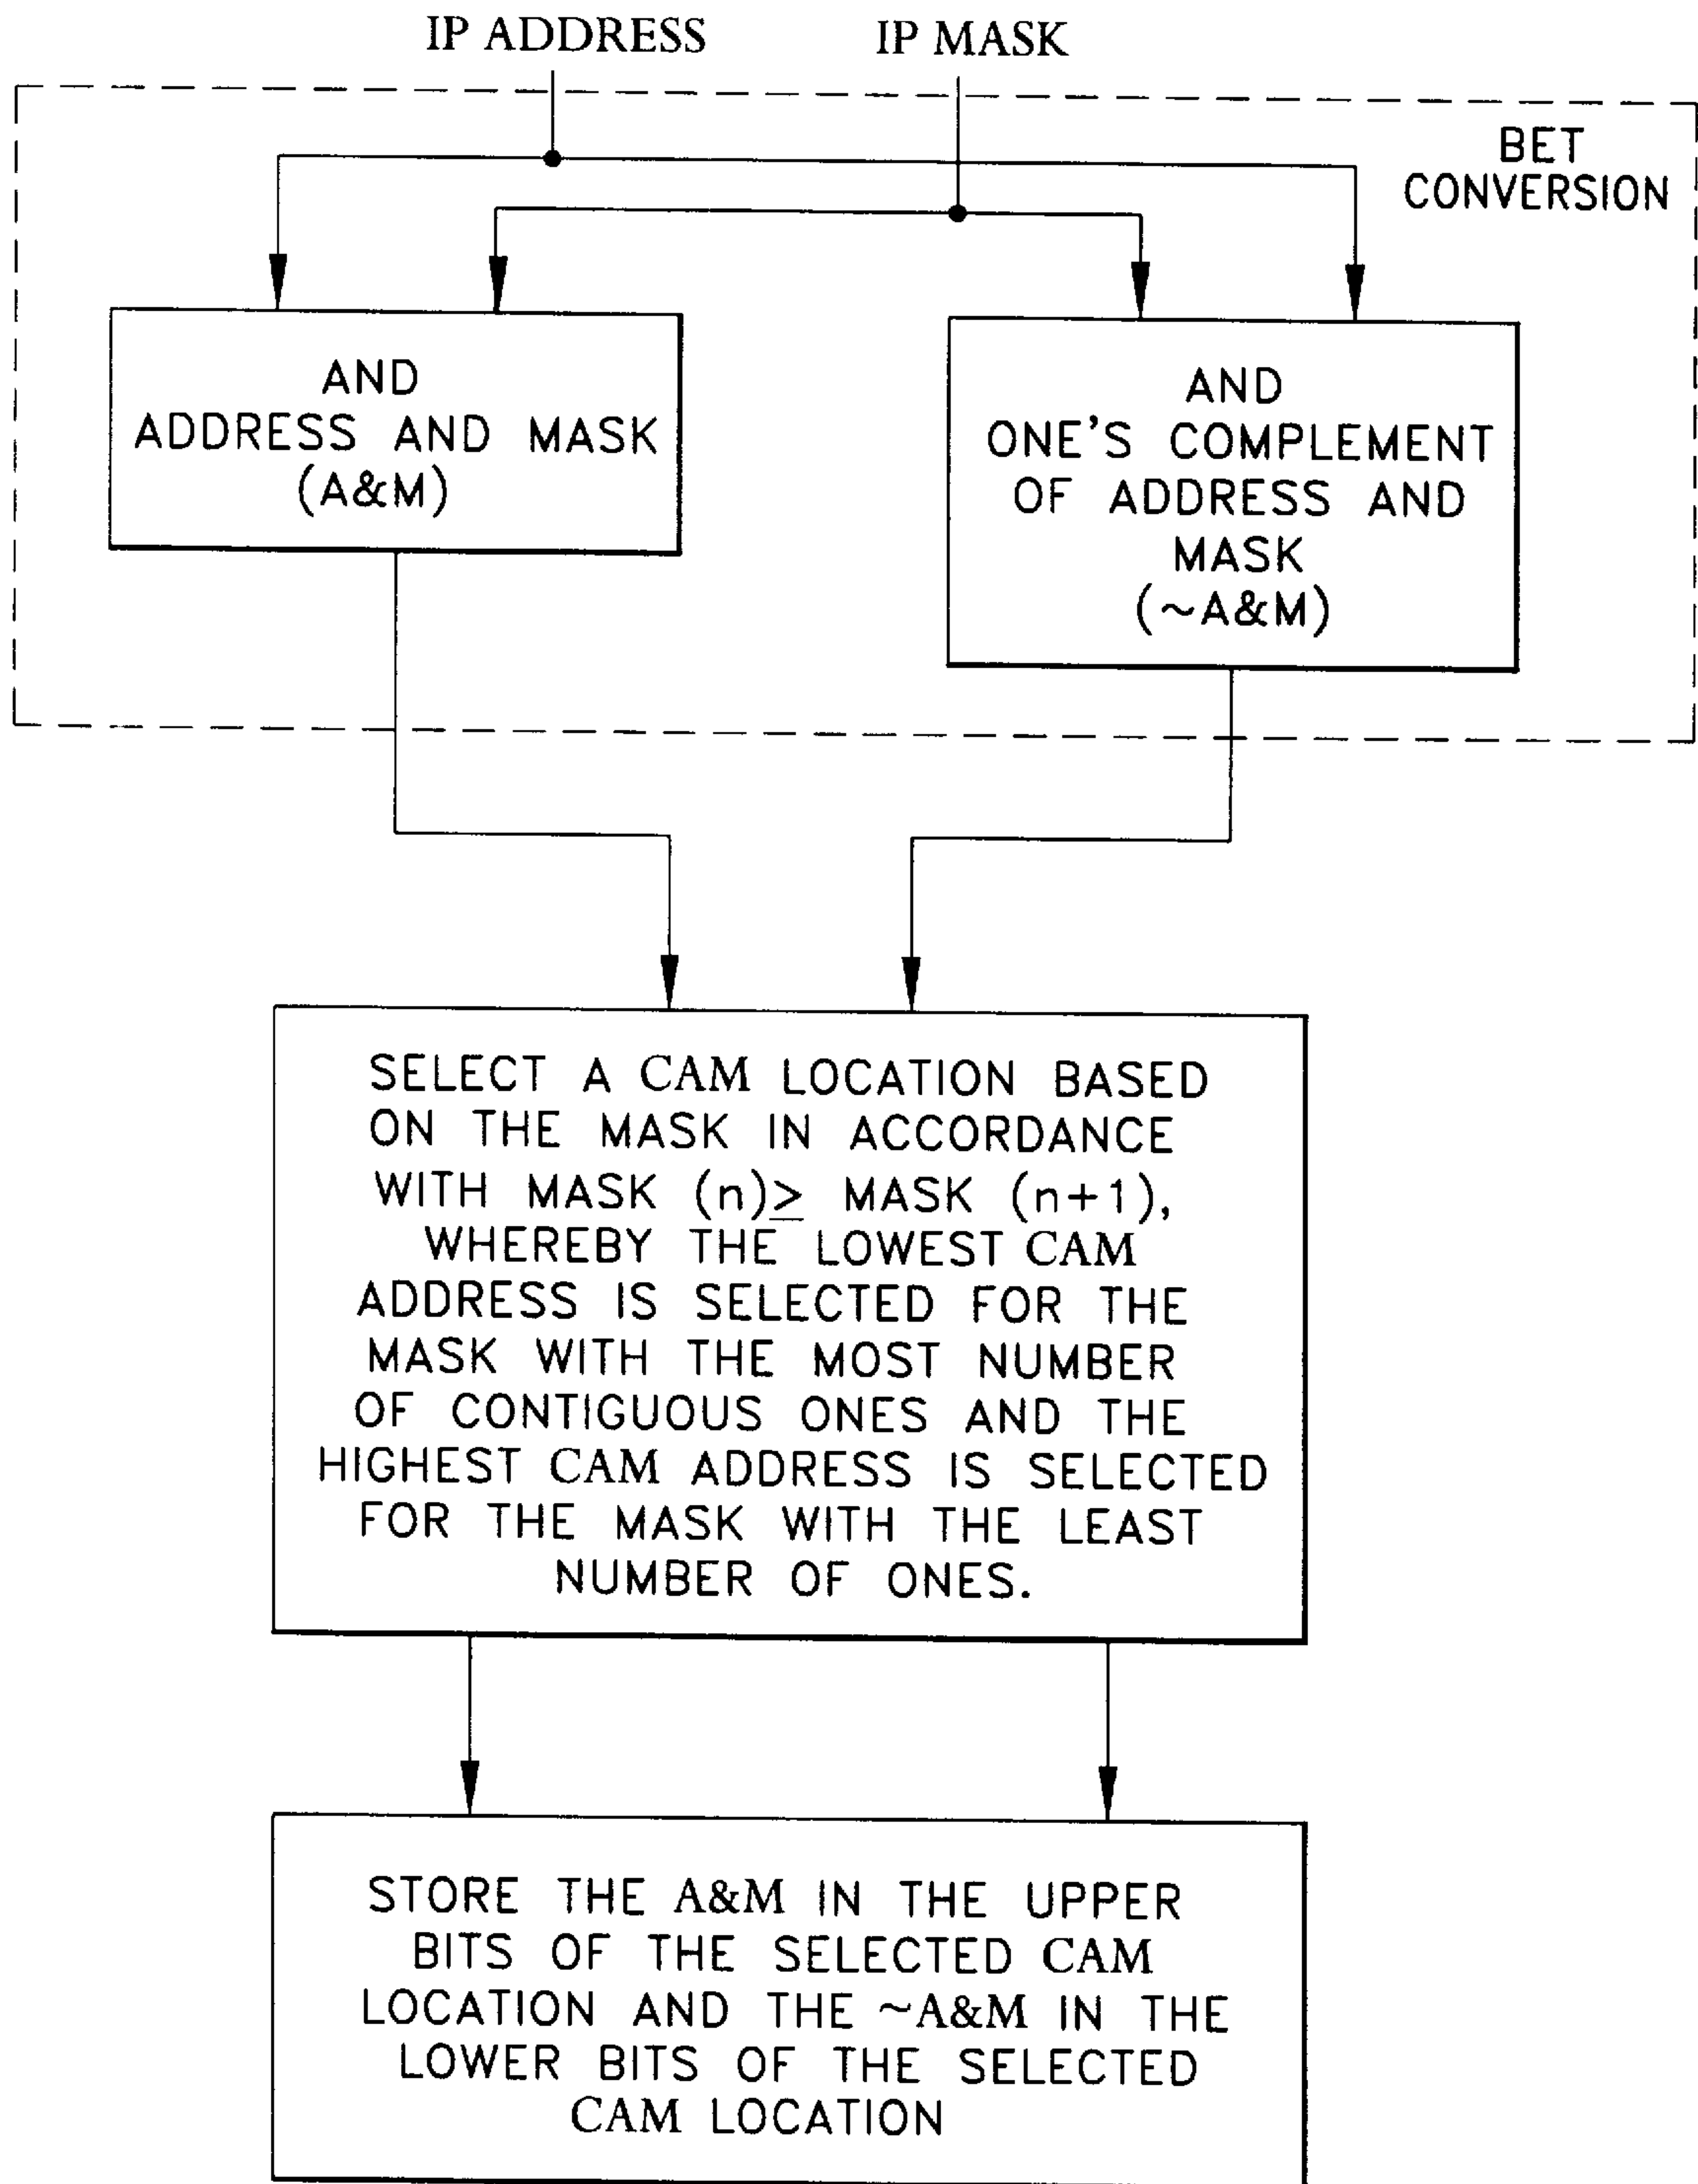 IP ADDRESS
IP MASK
BET
CONVERSION
AND
ADDRESS AND MASK
(A&M)
AND
ONE'S COMPLEMENT
OF ADDRESS AND
MASK
(~A&M)
SELECT A CAM LOCATION BASED
ON THE MASK IN ACCORDANCE
WITH MASK (n)≥ MASK (n+1),
WHEREBY THE LOWEST CAM
ADDRESS IS SELECTED FOR THE
MASK WITH THE MOST NUMBER
OF CONTIGUOUS ONES AND THE
HIGHEST CAM ADDRESS IS SELECTED
FOR THE MASK WITH THE LEAST
NUMBER OF ONES.
STORE THE A&M IN THE UPPER
BITS OF THE SELECTED CAM
LOCATION AND THE ~A&M IN THE
LOWER BITS OF THE SELECTED
CAM LOCATION